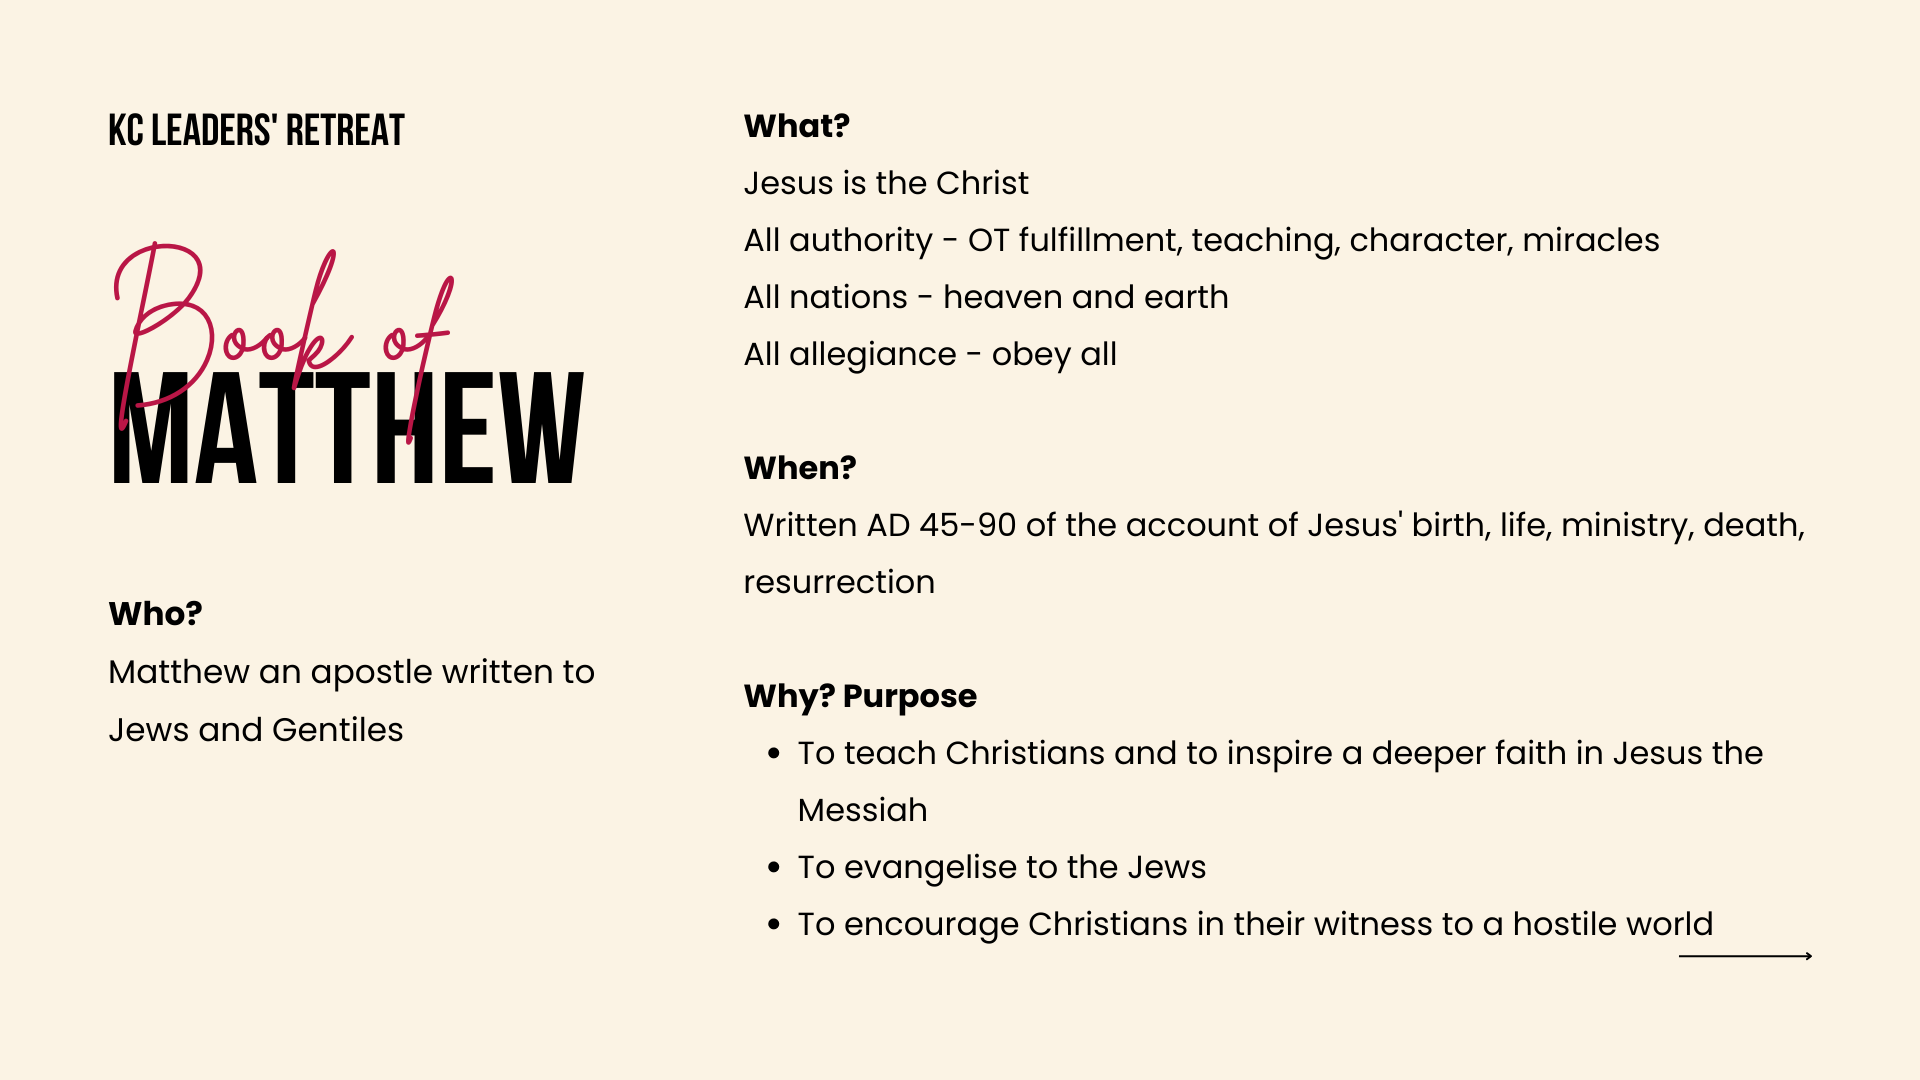 KC LEADERS' RETREAT
Book of
MATTHEW
Who?
Matthew an apostle written to
Jews and Gentiles
What?
Jesus is the Christ
All authority - OT fulfillment, teaching, character, miracles
All nations - heaven and earth
All allegiance - obey all
When?
Written AD 45-90 of the account of Jesus' birth, life, ministry, death,
resurrection
Why? Purpose
• To teach Christians and to inspire a deeper faith in Jesus the
Messiah
• To evangelise to the Jews
• To encourage Christians in their witness to a hostile world